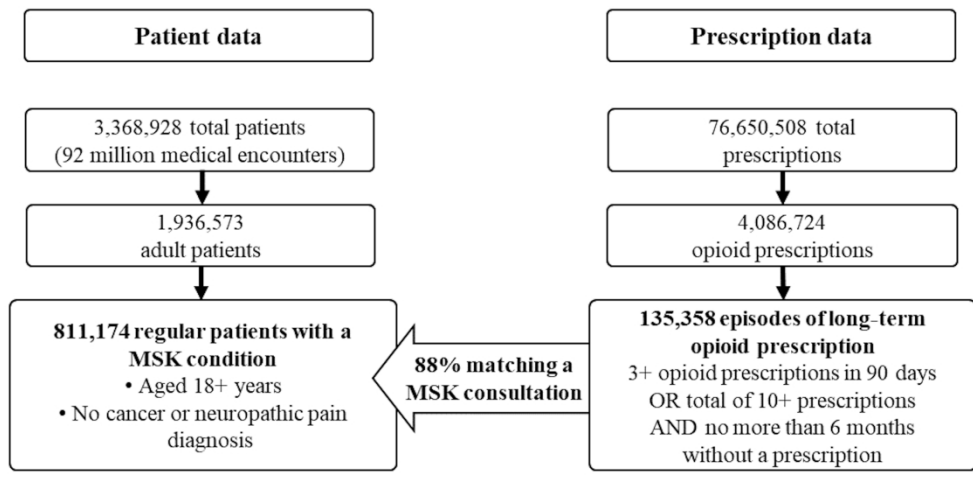 Patient data
3,368,928 total patients
(92 million medical encounters)
1,936,573
adult patients
811,174 regular patients with a
MSK condition
• Aged 18+ years
• No cancer or neuropathic pain
diagnosis
88% matching a
MSK consultation
Prescription data
76,650,508 total
prescriptions
4,086,724
opioid prescriptions
135,358 episodes of long-term
opioid prescription
3+ opioid prescriptions in 90 days
OR total of 10+ prescriptions
AND no more than 6 months
without a prescription